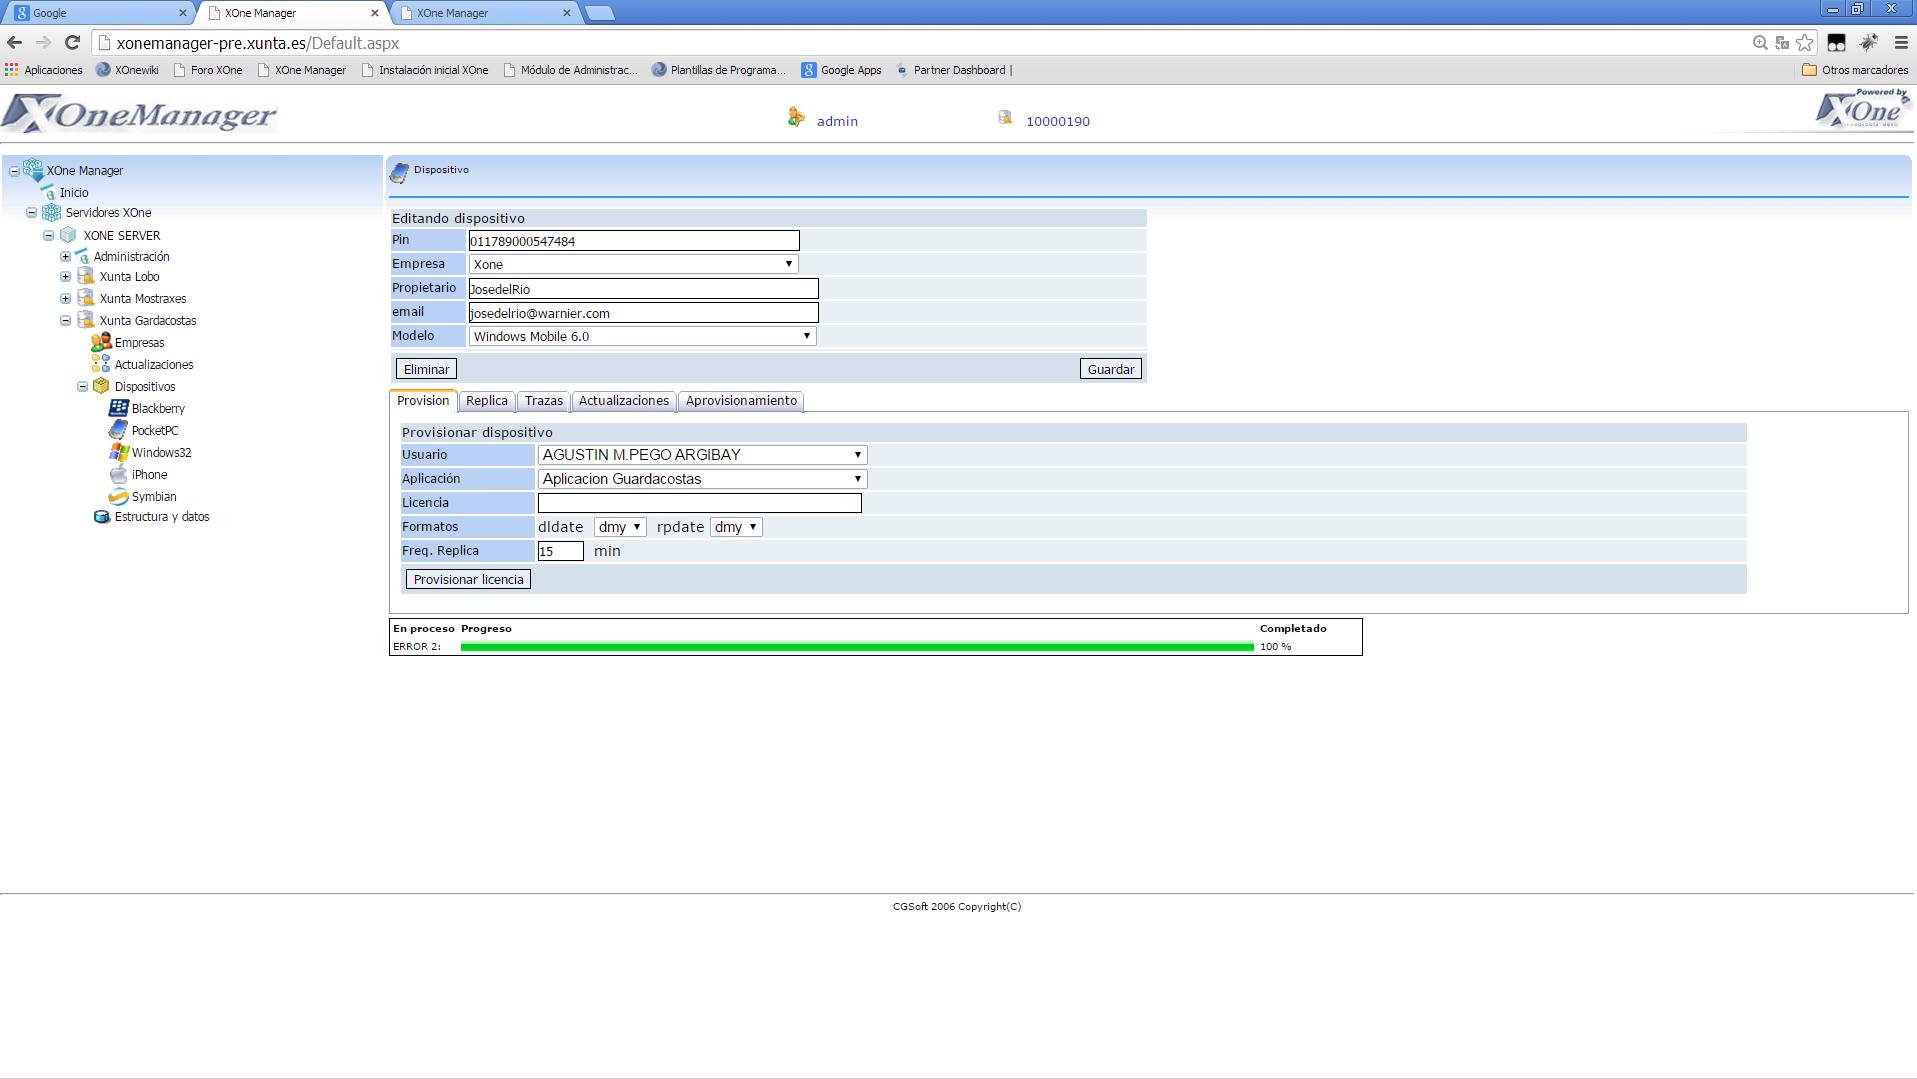 Google
XOne Manager
XOne Manager
xonemanager-pre.xunta.es/Default.aspx
Aplicaciones
XOnewiki
Foro XOne
XOne Manager
Instalación inicial XOne
Módulo de Administrac...
Plantillas de Programa...
Google Apps
Partner Dashboard |
Otros marcadores
XOneManager
admin
10000190
Powered by
XOne
XOne Manager
Inicio
Servidores XOne
XONE SERVER
Administración
Xunta Lobo
Xunta Mostraxes
Xunta Gardacostas
Empresas
Actualizaciones
Dispositivos
Blackberry
PocketPC
Windows32
iPhone
Symbian
Estructura y datos
Dispositivo
Editando dispositivo
Pin 011789000547484
Empresa Xone
Propietario JosedelRio
email josedelrio@warnier.com
Modelo Windows Mobile 6.0
Eliminar Guardar
Provision Replica Trazas Actualizaciones Aprovisionamiento
Provisionar dispositivo
Usuario AGUSTIN M.PEGO ARGIBAY
Aplicación Aplicacion Guardacostas
Licencia
Formatos dldate dmy rpdate dmy
Freq. Replica 15 min
Provisionar licencia
En proceso Progreso Completado
ERROR 2: 100 %
CGSoft 2006 Copyright(C)